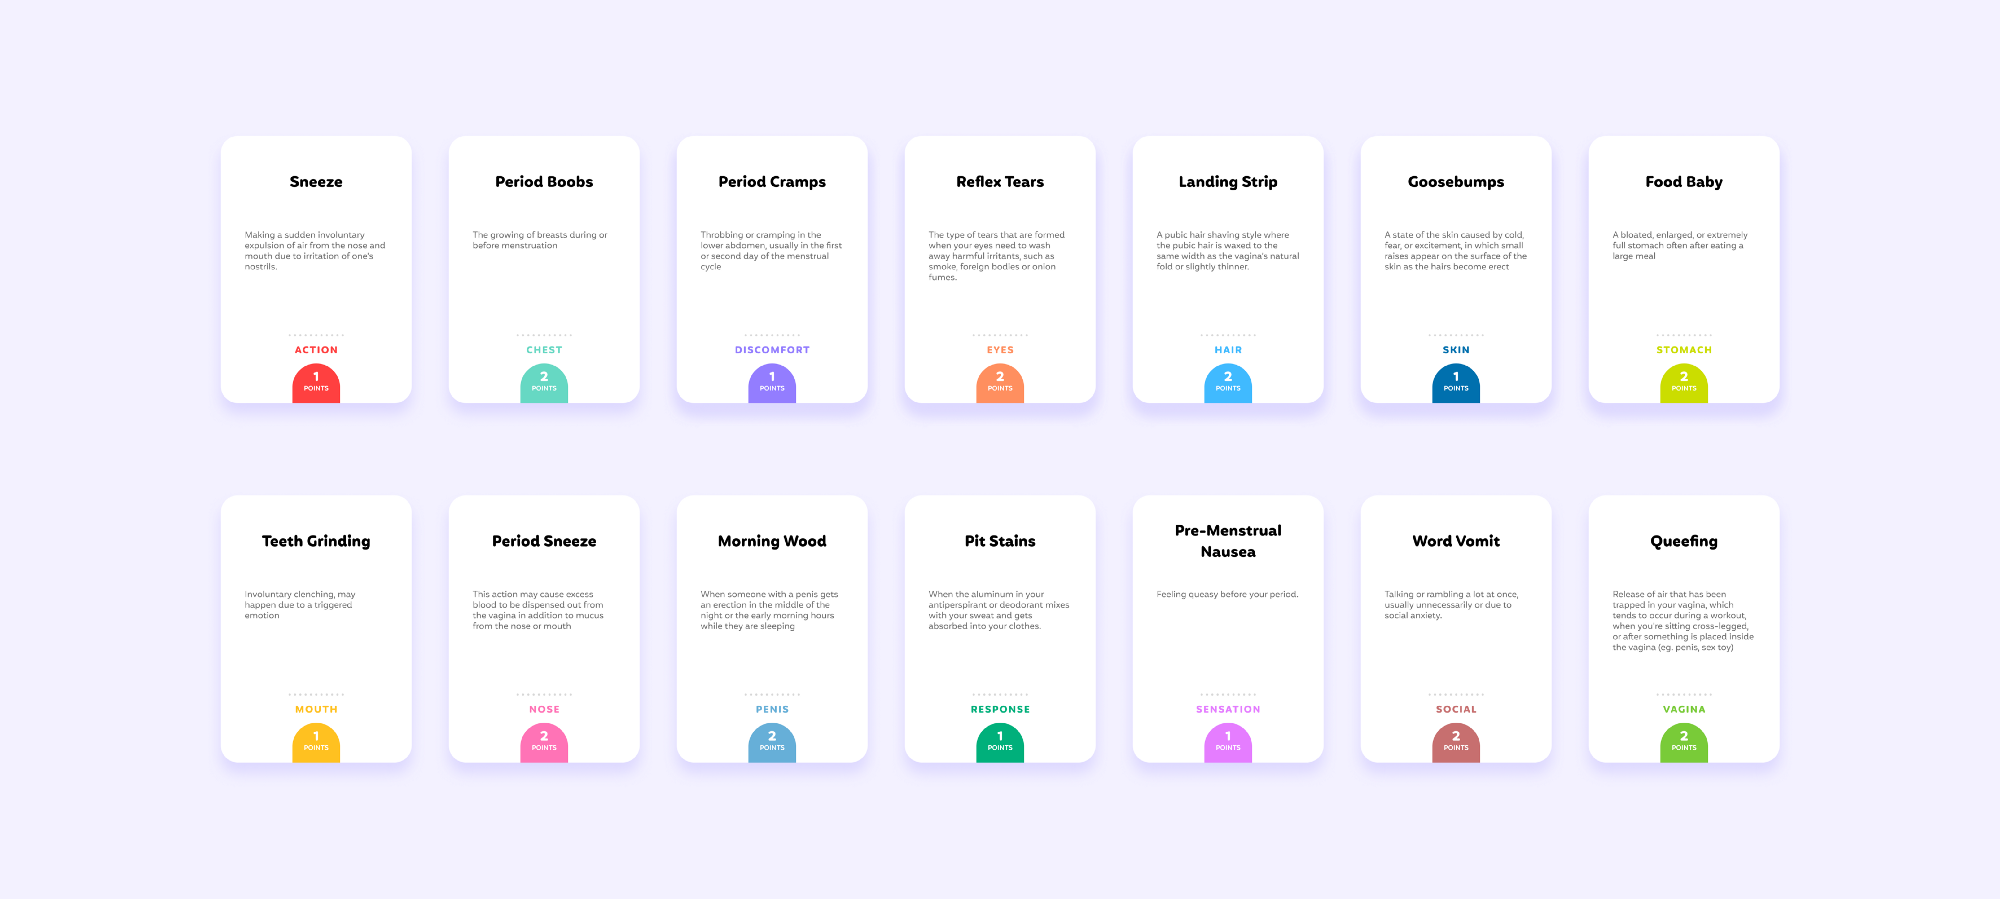 Sneeze
Making a sudden involuntary
expulsion of air from the nose and
mouth due to irritation of one's
nostrils.
ACTION
1
POINTS
Period Boobs
The growing of breasts during or
before menstruation
CHEST
2
POINTS
Period Cramps
Throbbing or cramping in the
lower abdomen, usually in the first
or second day of the menstrual
cycle
DISCOMFORT
1
POINTS
Reflex Tears
The type of tears that are formed
when your eyes need to wash
away harmful irritants, such as
smoke, foreign bodies or onion
fumes.
EYES
2
POINTS
Landing Strip
A pubic hair shaving style where
the pubic hair is waxed to the
same width as the vagina's natural
fold or slightly thinner.
HAIR
2
POINTS
Goosebumps
A state of the skin caused by cold,
fear, or excitement, in which small
raises appear on the surface of the
skin as the hairs become erect
SKIN
1
POINTS
Food Baby
A bloated, enlarged, or extremely
full stomach often after eating a
large meal
STOMACH
2
POINTS
Teeth Grinding
Involuntary clenching, may
happen due to a triggered
emotion
MOUTH
1
POINTS
Period Sneeze
This action may cause excess
blood to be dispensed out from
the vagina in addition to mucus
from the nose or mouth
NOSE
2
POINTS
Morning Wood
When someone with a penis gets
an erection in the middle of the
night or the early morning hours
while they are sleeping
PENIS
2
POINTS
Pit Stains
When the aluminum in your
antiperspirant or deodorant mixes
with your sweat and gets
absorbed into your clothes.
RESPONSE
1
POINTS
Pre-Menstrual
Nausea
Feeling queasy before your period.
SENSATION
1
POINTS
Word Vomit
Talking or rambling a lot at once,
usually unnecessarily or due to
social anxiety.
SOCIAL
2
POINTS
Queefing
Release of air that has been
trapped in your vagina, which
tends to occur during a workout,
when you're sitting cross-legged,
or after something is placed inside
the vagina (eg. penis, sex toy)
VAGINA
2
POINTS